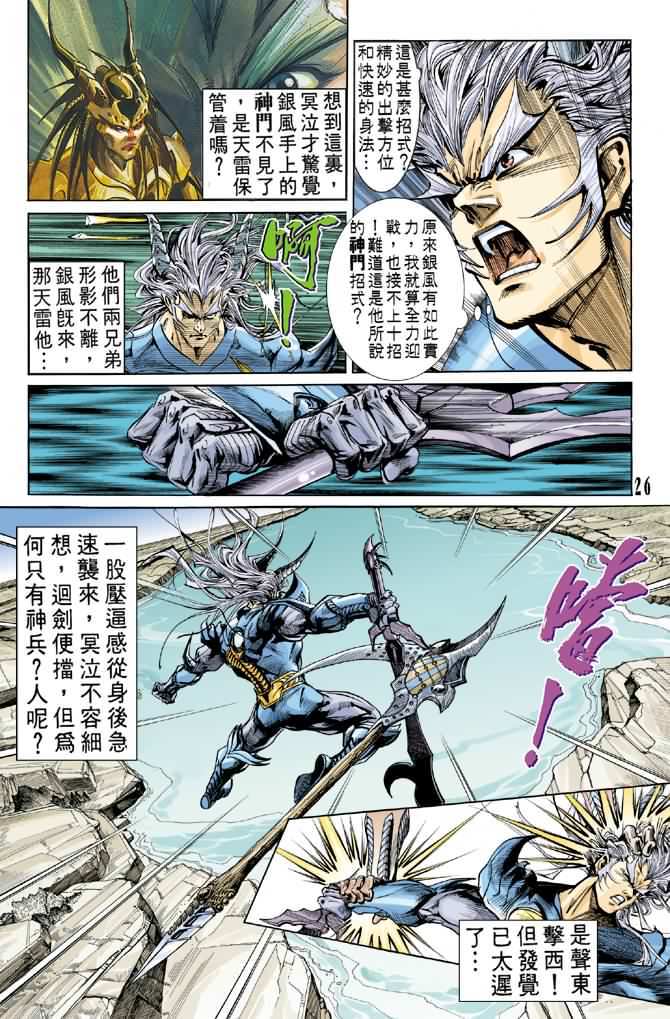 這是甚麼招式？
精妙的出擊方位
和快速的身法…
原來銀風有如此實
力，我就算全力迎
戰，也接不上十招
！難道這是他所說
的神門招式？
想到這裏，
冥泣才驚覺
銀風手上的
神門不見了
，是天雷保
管着嗎？
啊！
他們兩兄弟
形影不離，
銀風既來，
那天雷他…
26
噹！
一股壓逼感從身後急
速襲來，冥泣不容細
想，迴劍便擋，但為
何只有神兵？人呢？
是聲東
擊西！
但發覺
已太遲
了…